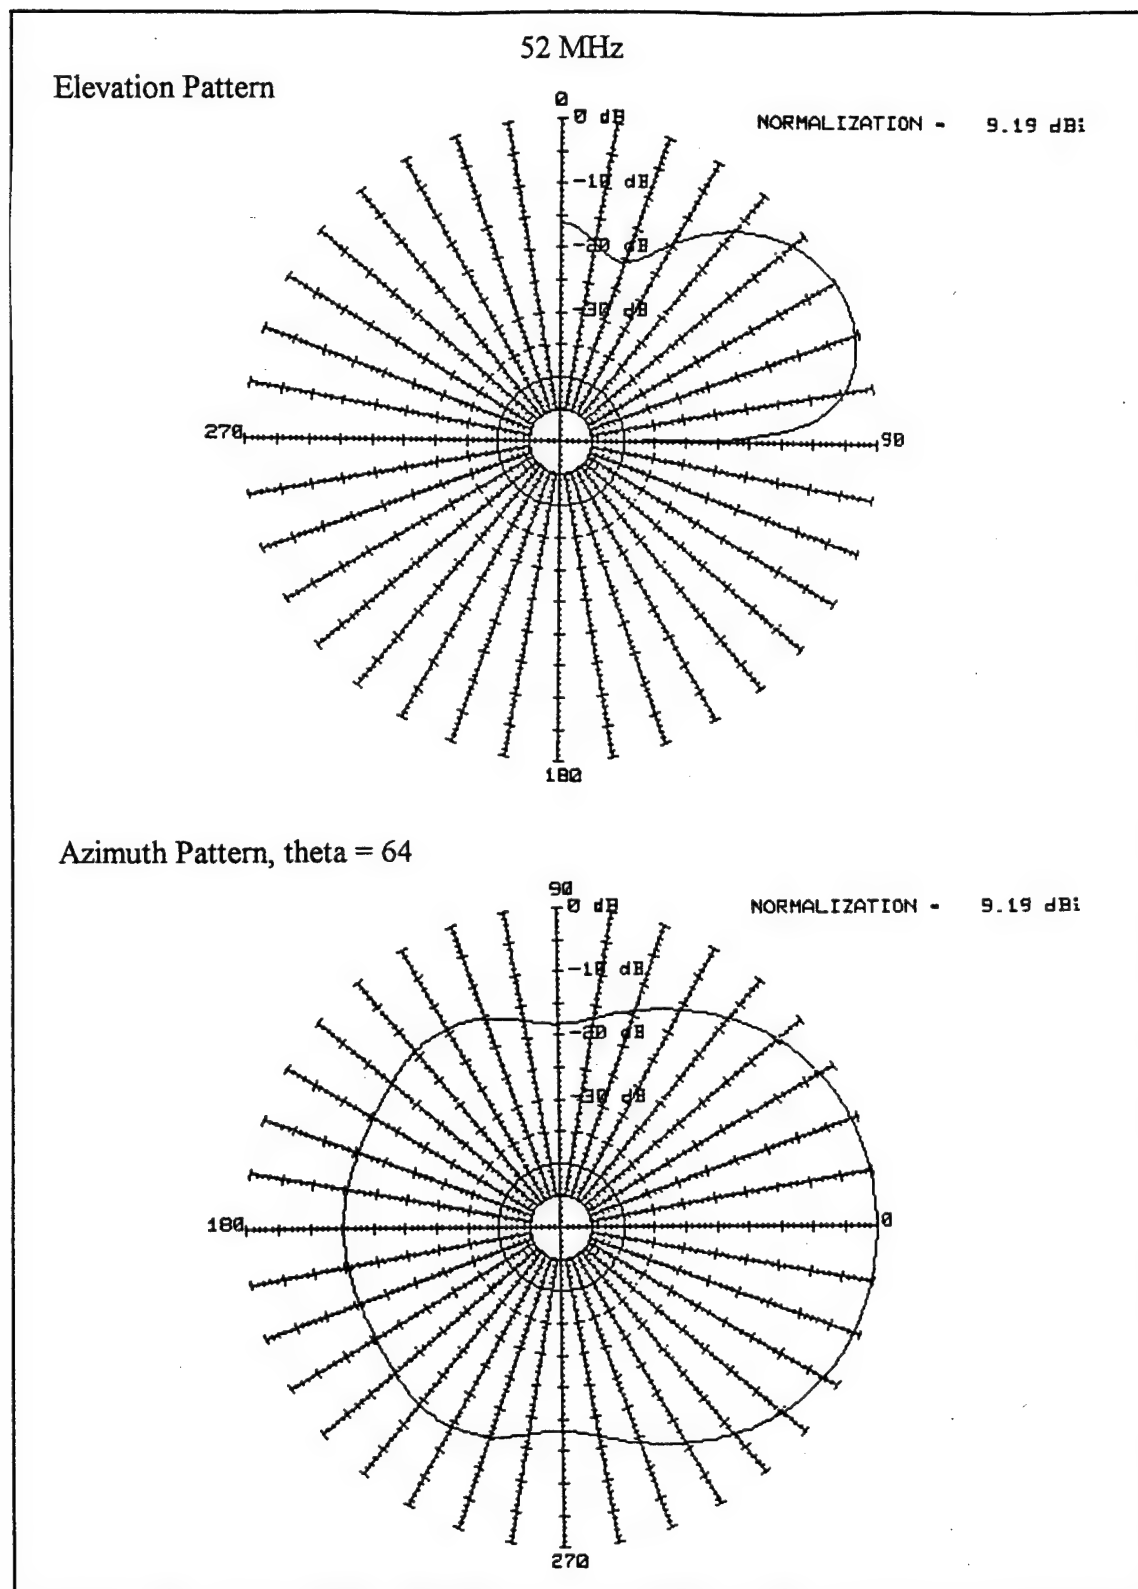 52 MHz
Elevation Pattern
0
0 dB
NORMALIZATION - 9.19 dBi
-10 dB
-20 dB
-30 dB
270
90
180
Azimuth Pattern, theta = 64
90
0 dB
NORMALIZATION - 9.19 dBi
-10 dB
-20 dB
-30 dB
180
0
270